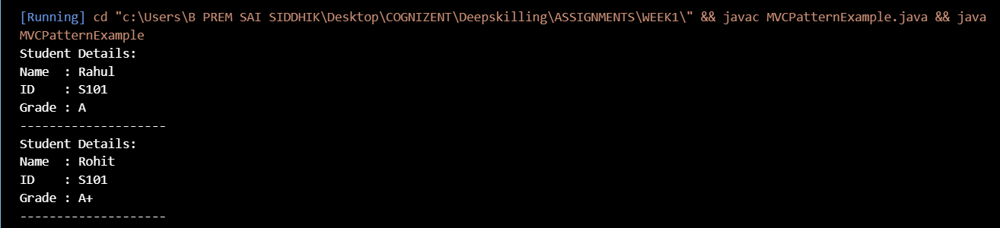 [Running] cd "c:\Users\B PREM SAI SIDDHIK\Desktop\COGNIZENT\Deepskilling\ASSIGNMENTS\WEEK1\" && javac MVCPatternExample.java && java
MVCPatternExample
Student Details:
Name  : Rahul
ID    : S101
Grade : A
--------------------
Student Details:
Name  : Rohit
ID    : S101
Grade : A+
--------------------